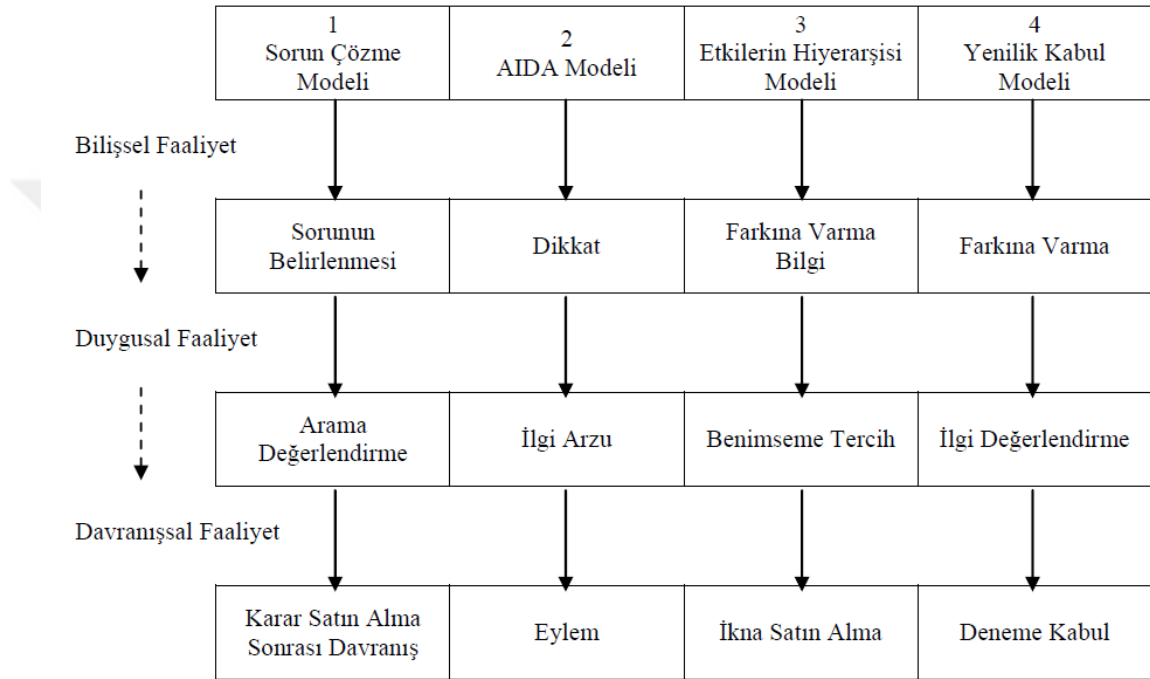 1
Sorun Çözme
Modeli
2
AIDA Modeli
3
Etkilerin Hiyerarşisi
Modeli
4
Yenilik Kabul
Modeli
Bilişsel Faaliyet
Sorunun
Belirlenmesi
Dikkat
Farkına Varma
Bilgi
Farkına Varma
Duygusal Faaliyet
Arama
Değerlendirme
İlgi Arzu
Benimseme Tercih
İlgi Değerlendirme
Davranışsal Faaliyet
Karar Satın Alma
Sonrası Davranış
Eylem
İkna Satın Alma
Deneme Kabul